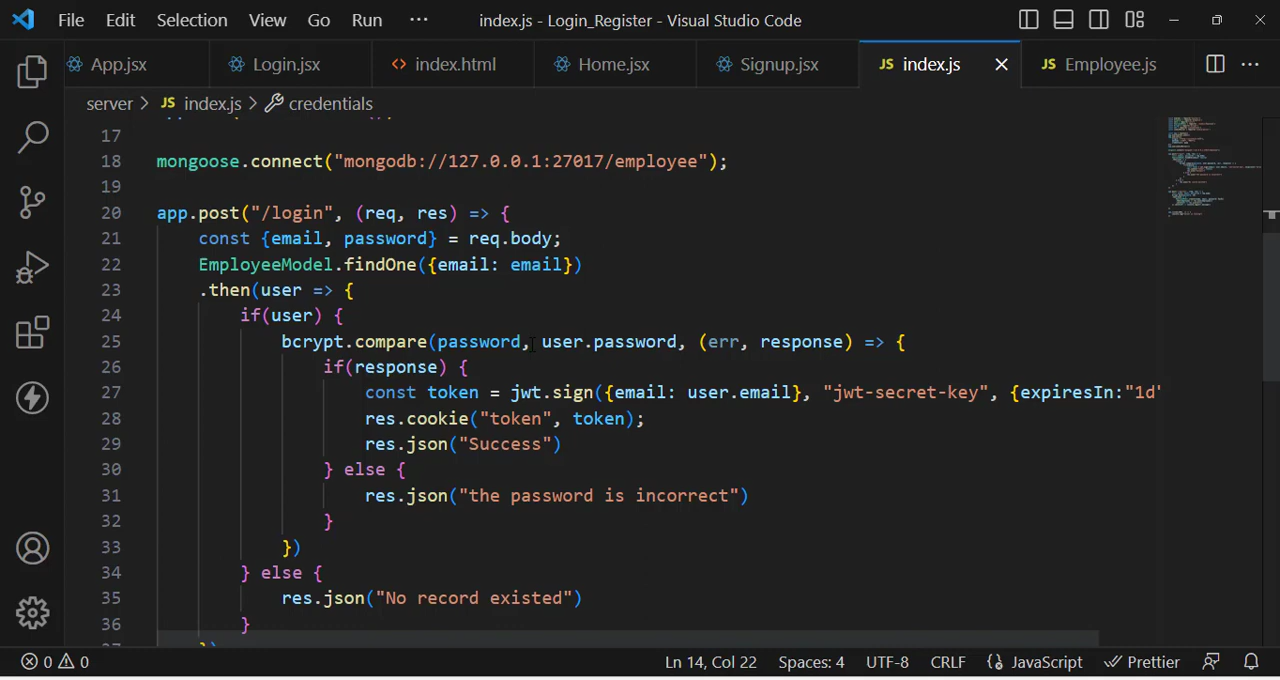 File Edit Selection View Go Run ··· index.js - Login_Register - Visual Studio Code
App.jsx Login.jsx <> index.html Home.jsx Signup.jsx JS index.js JS Employee.js ···
server > JS index.js > credentials
17
18 mongoose.connect("mongodb://127.0.0.1:27017/employee");
19
20 app.post("/login", (req, res) => {
21 const {email, password} = req.body;
22 EmployeeModel.findOne({email: email})
23 .then(user => {
24 if(user) {
25 bcrypt.compare(password, user.password, (err, response) => {
26 if(response) {
27 const token = jwt.sign({email: user.email}, "jwt-secret-key", {expiresIn:"1d"
28 res.cookie("token", token);
29 res.json("Success")
30 } else {
31 res.json("the password is incorrect")
32 }
33 })
34 } else {
35 res.json("No record existed")
36 }
0 0 Ln 14, Col 22 Spaces: 4 UTF-8 CRLF {} JavaScript Prettier